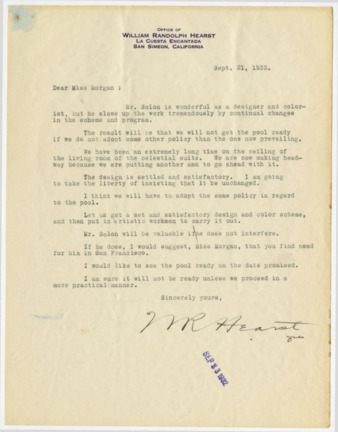 OFFICE OF
WILLIAM RANDOLPH HEARST
LA CUESTA ENCANTADA
SAN SIMEON, CALIFORNIA
Sept. 21, 1932.
Dear Miss Morgan :
Mr. Solon is wonderful as a designer and color-
ist, but he slows up the work tremendously by continual changes
in the scheme and program.
The result will be that we will not get the pool ready
if we do not adopt some other policy than the one now prevailing.
We have been an extremely long time on the ceiling of
the living room of the celestial suite. We are now making head-
way because we are putting another man to go ahead with it.
The design is settled and satisfactory. I am going
to take the liberty of insisting that it be unchanged.
I think we will have to adopt the same policy in regard
to the pool.
Let us get a set and satisfactory design and color scheme,
and then put in artistic workmen to carry it out.
Mr. Solon will be valuable if he does not interfere.
If he does, I would suggest, Miss Morgan, that you find need
for him in San Francisco.
I would like to see the pool ready on the date promised.
I am sure it will not be ready unless we proceed in
a more practical manner.
Sincerely yours,
W R Hearst
SEP 23 1932